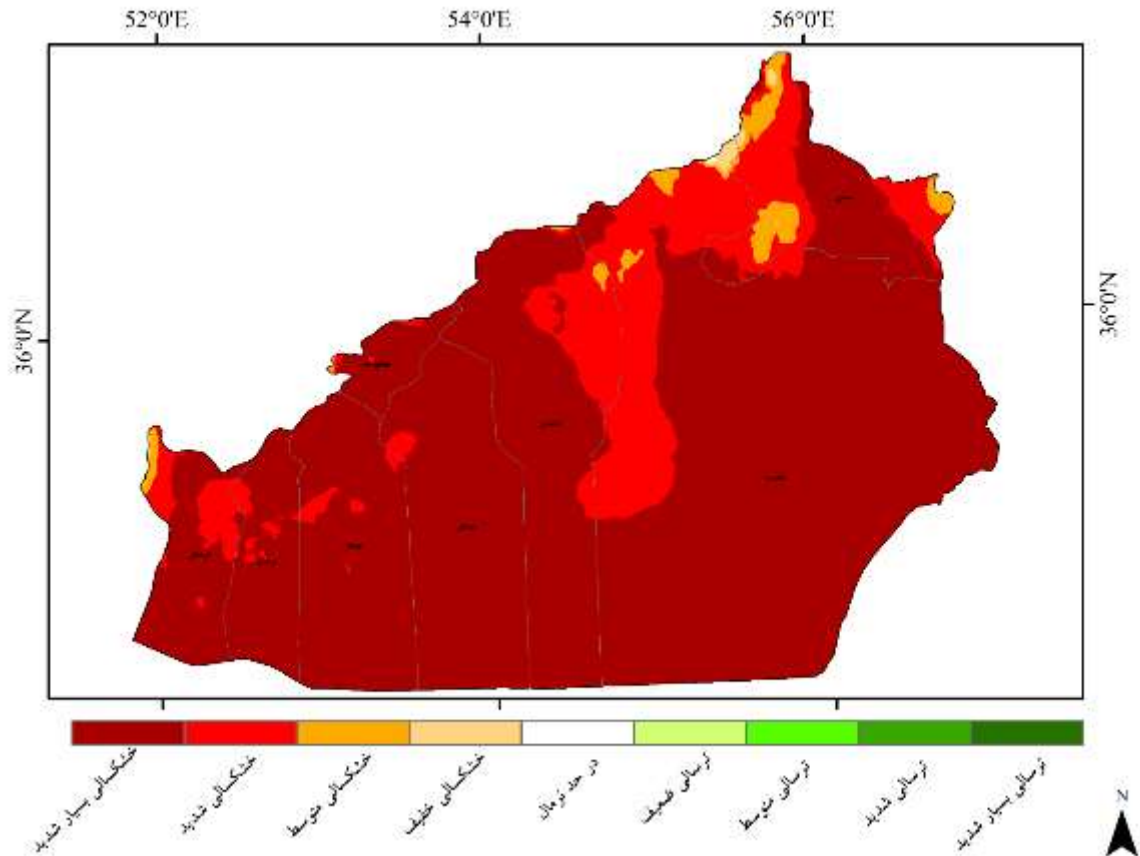 52°0'E 54°0'E 56°0'E
36°0'N
36°0'N
خشکسالی بسیار شدید
خشکسالی شدید
خشکسالی متوسط
خشکسالی خفیف
در حد نرمال
ترسالی ضعیف
ترسالی متوسط
ترسالی شدید
ترسالی بسیار شدید
N